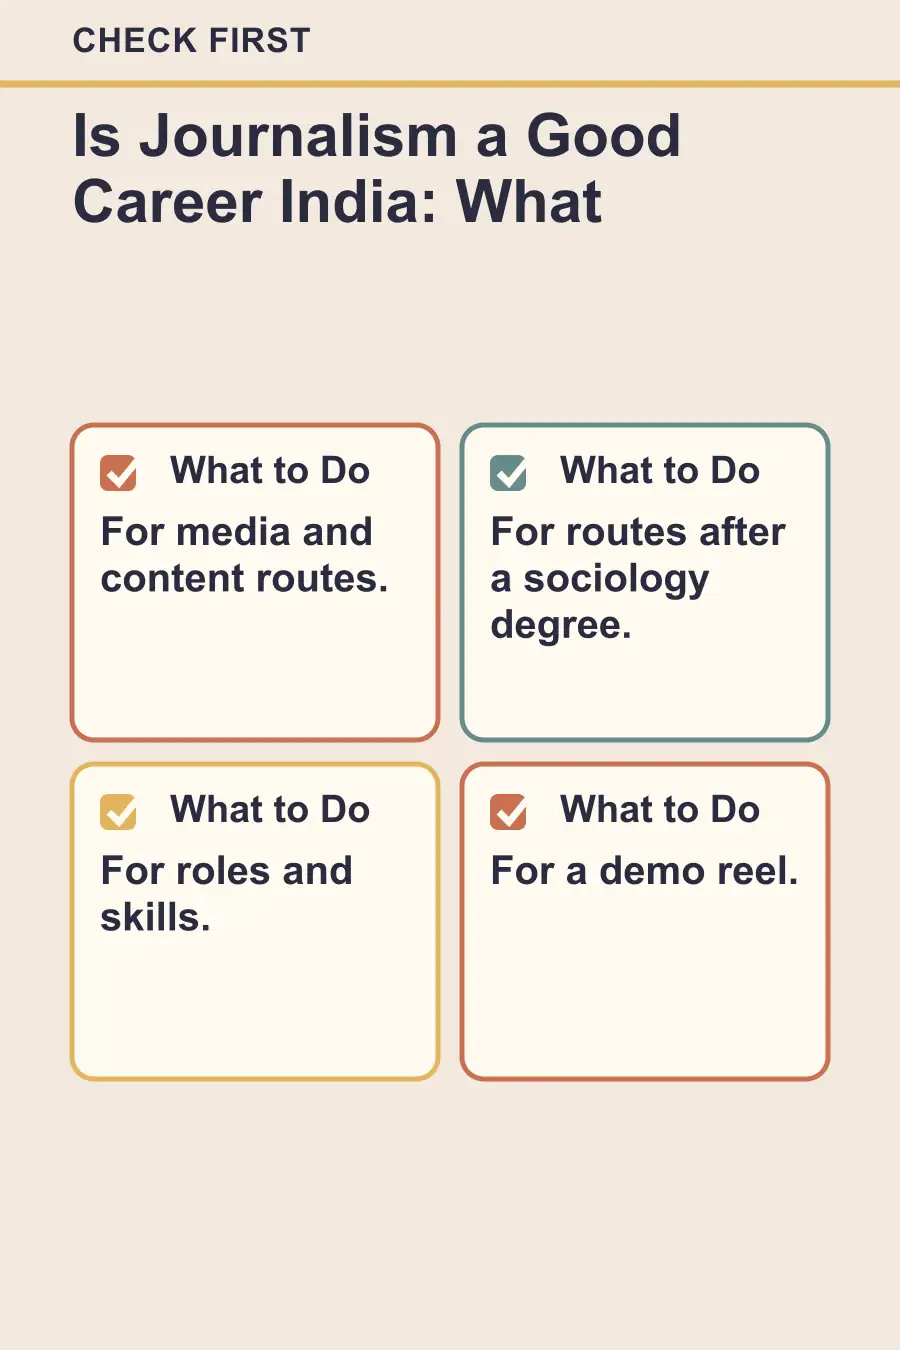 CHECK FIRST
Is Journalism a Good
Career India: What
What to Do
For media and
content routes.
What to Do
For routes after
a sociology
degree.
What to Do
For roles and
skills.
What to Do
For a demo reel.